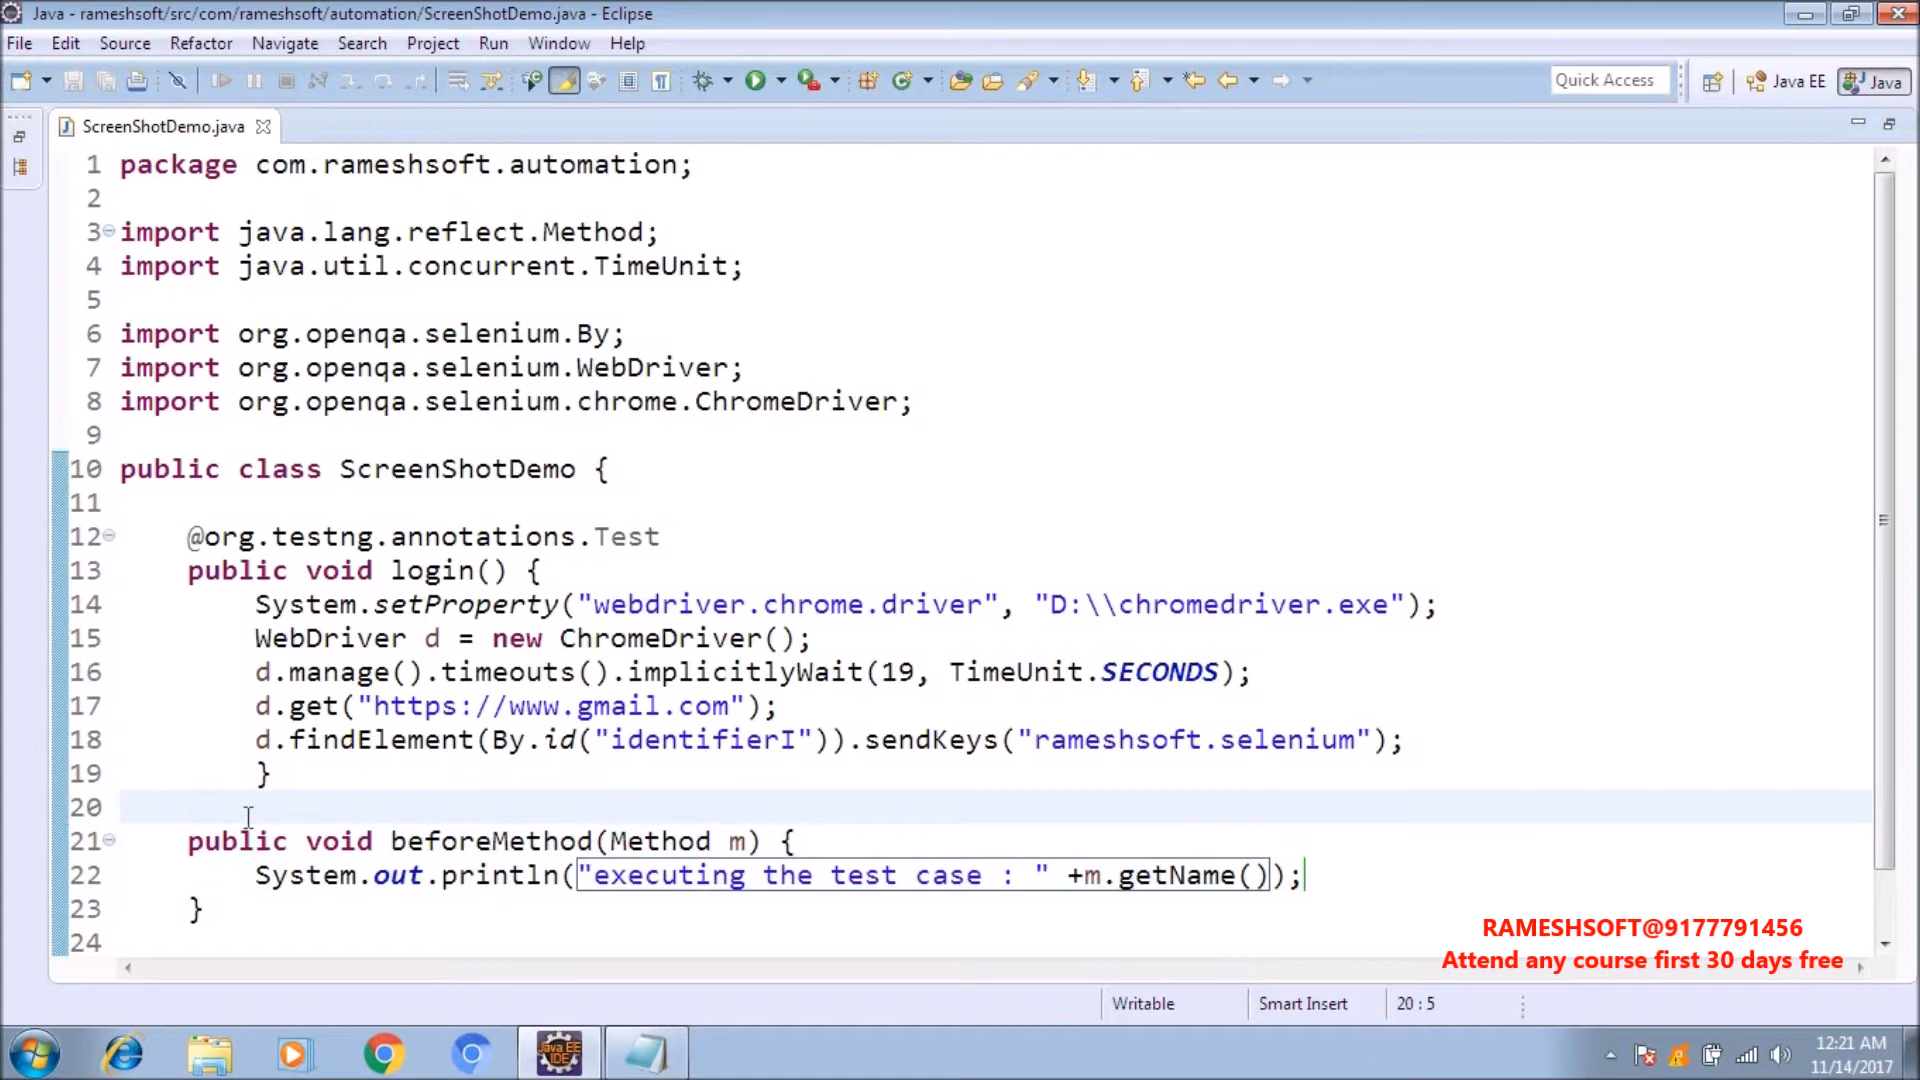 Java - rameshsoft/src/com/rameshsoft/automation/ScreenShotDemo.java - Eclipse
File Edit Source Refactor Navigate Search Project Run Window Help
Quick Access Java EE Java
ScreenShotDemo.java
1 package com.rameshsoft.automation;
2
3 import java.lang.reflect.Method;
4 import java.util.concurrent.TimeUnit;
5
6 import org.openqa.selenium.By;
7 import org.openqa.selenium.WebDriver;
8 import org.openqa.selenium.chrome.ChromeDriver;
9
10 public class ScreenShotDemo {
11
12 @org.testng.annotations.Test
13 public void login() {
14 System.setProperty("webdriver.chrome.driver", "D:\\chromedriver.exe");
15 WebDriver d = new ChromeDriver();
16 d.manage().timeouts().implicitlyWait(19, TimeUnit.SECONDS);
17 d.get("https://www.gmail.com");
18 d.findElement(By.id("identifierI")).sendKeys("rameshsoft.selenium");
19 }
20
21 public void beforeMethod(Method m) {
22 System.out.println("executing the test case : " +m.getName());
23 }
24
RAMESHSOFT@9177791456
Attend any course first 30 days free
Writable Smart Insert 20 : 5
Java EE
IDE
12:21 AM
11/14/2017